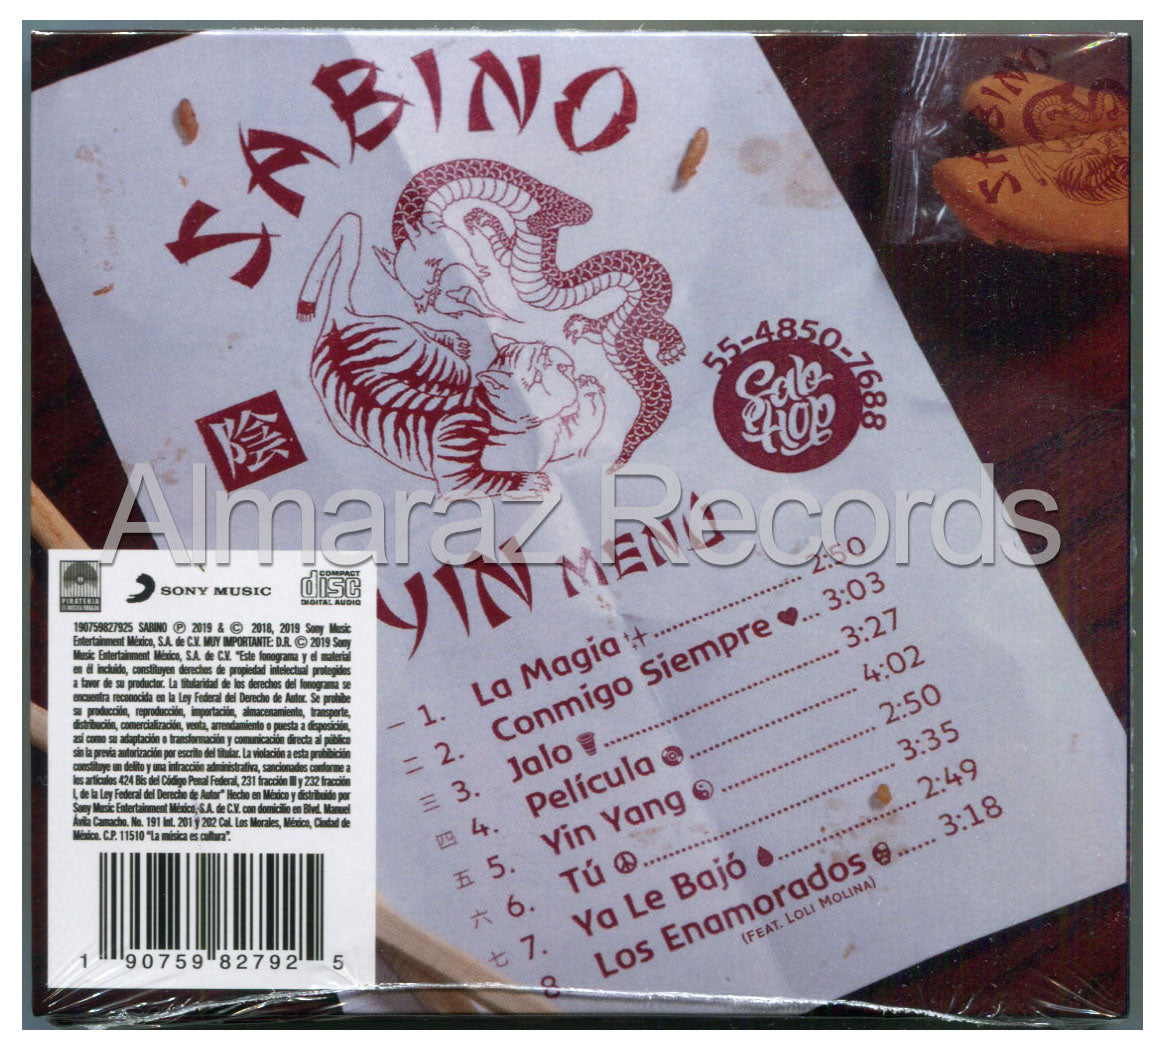 SABINO
SABINO
55-4850-7688
Sab
HOP
陰
Almaraz Records
YIN MENÚ
一 1. La Magia 2:50
二 2. Conmigo Siempre 3:03
三 3. Jalo 3:27
四 4. Película 4:02
五 5. Yin Yang 2:50
六 6. Tú 3:35
七 7. Ya Le Bajó 2:49
8 Los Enamorados 3:18
(FEAT. LOLI MOLINA)
PIRATERÍA
SONY MUSIC
COMPACT
disc
DIGITAL AUDIO
190759827925 SABINO Ⓟ 2019 & © 2018, 2019 Sony Music
Entertainment México, S.A. de C.V. MUY IMPORTANTE: D.R. © 2019 Sony
Music Entertainment México, S.A. de C.V. "Este fonograma y el material
en él incluido, constituyen derechos de propiedad intelectual protegidos
a favor de su productor. La titularidad de los derechos del fonograma se
encuentra reconocida en la Ley Federal del Derecho de Autor. Se prohíbe
su producción, reproducción, importación, almacenamiento, transporte,
distribución, comercialización, venta, arrendamiento o puesta a disposición,
así como su adaptación o transformación y comunicación directa al público
sin la previa autorización por escrito del titular. La violación a esta prohibición
constituye un delito y una infracción administrativa, sancionados conforme a
los artículos 424 Bis del Código Penal Federal, 231 fracción III y 232 fracción
I, de la Ley Federal del Derecho de Autor" Hecho en México y distribuido por
Sony Music Entertainment México, S.A. de C.V. con domicilio en Blvd. Manuel
Ávila Camacho. No. 191 Int. 201 y 202 Col. Los Morales, México, Ciudad de
México. C.P. 11510 "La música es cultura".
1 90759 82792 5